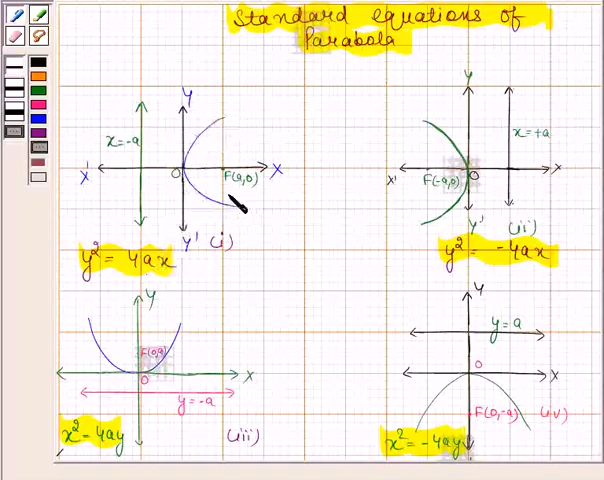 Standard equations of
Parabola
Y
x=-a
X' O F(a,0) X
Y' (i)
y² = 4ax
Y
x=+a
X' F(-a,0) O X
Y' (ii)
y² = -4ax
Y
F(0,a)
O X
y=-a
x²=4ay
(iii)
Y
y=a
O X
F(0,-a) (iv)
x²=-4ay